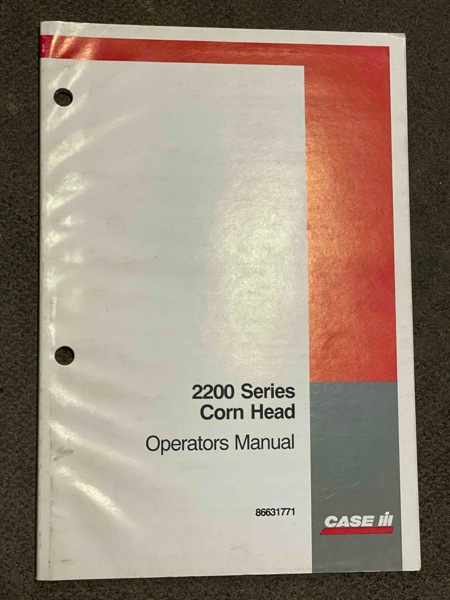 2200 Series
Corn Head
Operators Manual
86631771
CASE IH